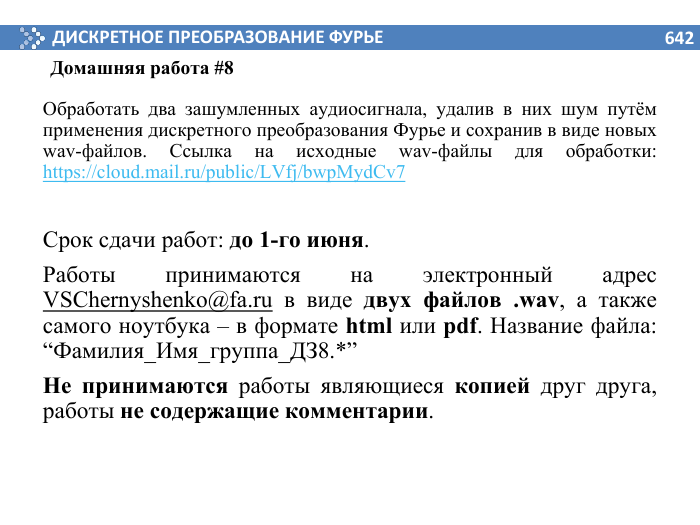 ДИСКРЕТНОЕ ПРЕОБРАЗОВАНИЕ ФУРЬЕ 642
Домашняя работа #8
Обработать два зашумленных аудиосигнала, удалив в них шум путём
применения дискретного преобразования Фурье и сохранив в виде новых
wav-файлов. Ссылка на исходные wav-файлы для обработки:
https://cloud.mail.ru/public/LVfj/bwpMydCv7
Срок сдачи работ: до 1-го июня.
Работы принимаются на электронный адрес
VSChernyshenko@fa.ru в виде двух файлов .wav, а также
самого ноутбука – в формате html или pdf. Название файла:
“Фамилия_Имя_группа_ДЗ8.*”
Не принимаются работы являющиеся копией друг друга,
работы не содержащие комментарии.